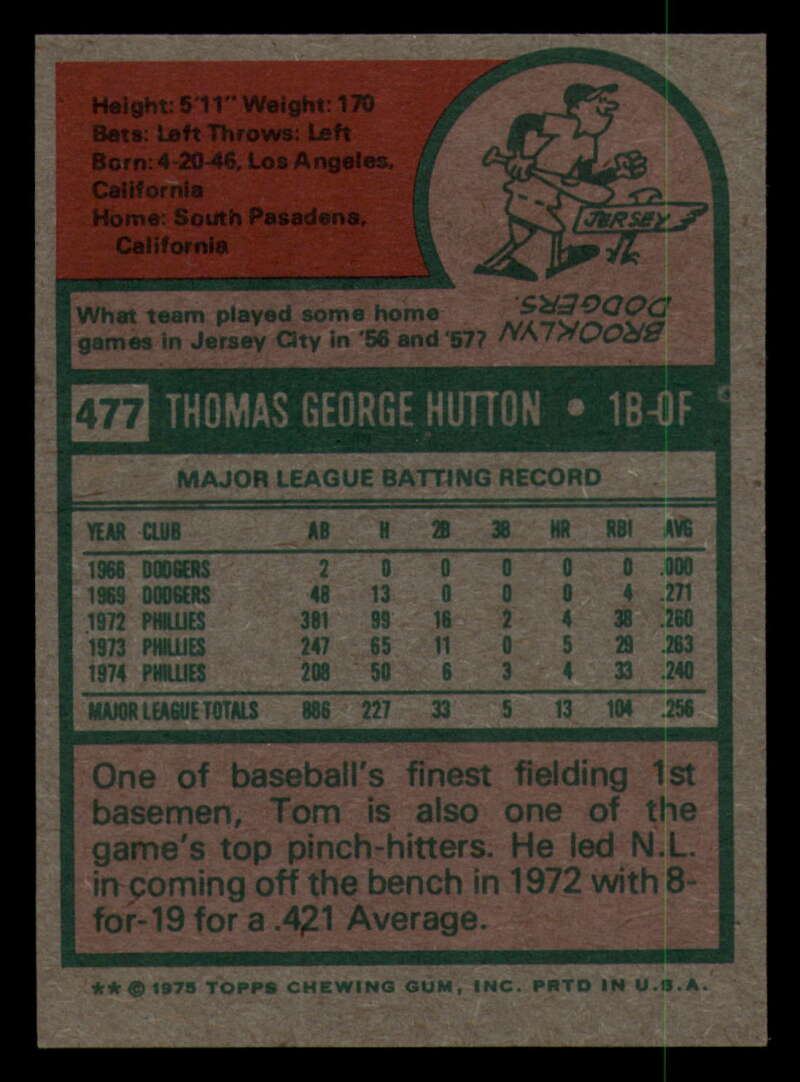 Height: 5'11" Weight: 170
Bats: Left Throws: Left
Born: 4-20-46, Los Angeles,
California
Home: South Pasadena,
California
JERSEY
What team played some home
games in Jersey City in '56 and '57?
BROOKLYN
DODGERS.
477 THOMAS GEORGE HUTTON • 1B-OF
MAJOR LEAGUE BATTING RECORD
YEAR CLUB AB H 2B 3B HR RBI AVG
1966 DODGERS 2 0 0 0 0 0 .000
1969 DODGERS 48 13 0 0 0 4 .271
1972 PHILLIES 381 99 16 2 4 38 .260
1973 PHILLIES 247 65 11 0 5 29 .263
1974 PHILLIES 208 50 6 3 4 33 .240
MAJOR LEAGUE TOTALS 886 227 33 5 13 104 .256
One of baseball's finest fielding 1st
basemen, Tom is also one of the
game's top pinch-hitters. He led N.L.
in coming off the bench in 1972 with 8-
for-19 for a .421 Average.
** © 1975 TOPPS CHEWING GUM, INC. PRTD IN U.S.A.